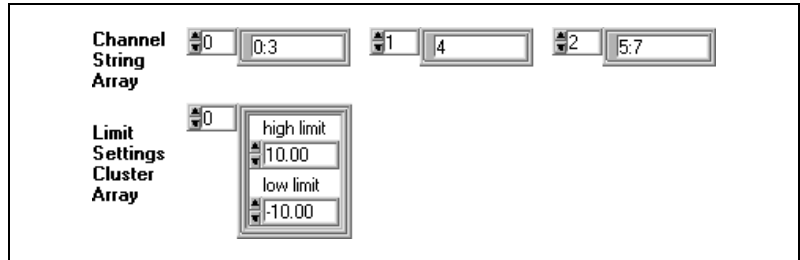 Channel String Array
0
0:3
1
4
2
5:7
Limit Settings Cluster Array
0
high limit
10.00
low limit
-10.00